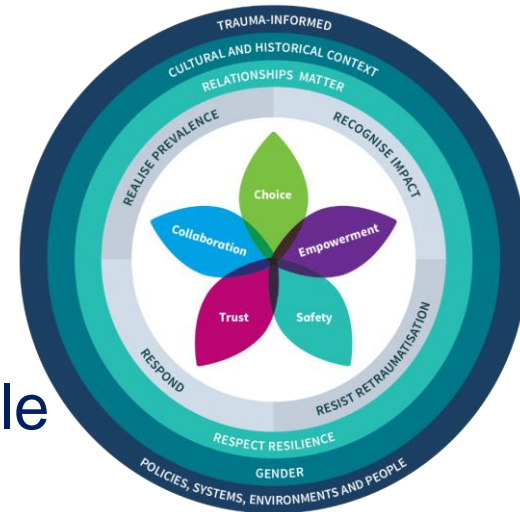 TRAUMA-INFORMED
CULTURAL AND HISTORICAL CONTEXT
RELATIONSHIPS MATTER
REALISE PREVALENCE
RECOGNISE IMPACT
Choice
Collaboration
Empowerment
Trust
Safety
RESPOND
RESIST RETRAUMATISATION
le
RESPECT RESILIENCE
GENDER
POLICIES, SYSTEMS, ENVIRONMENTS AND PEOPLE